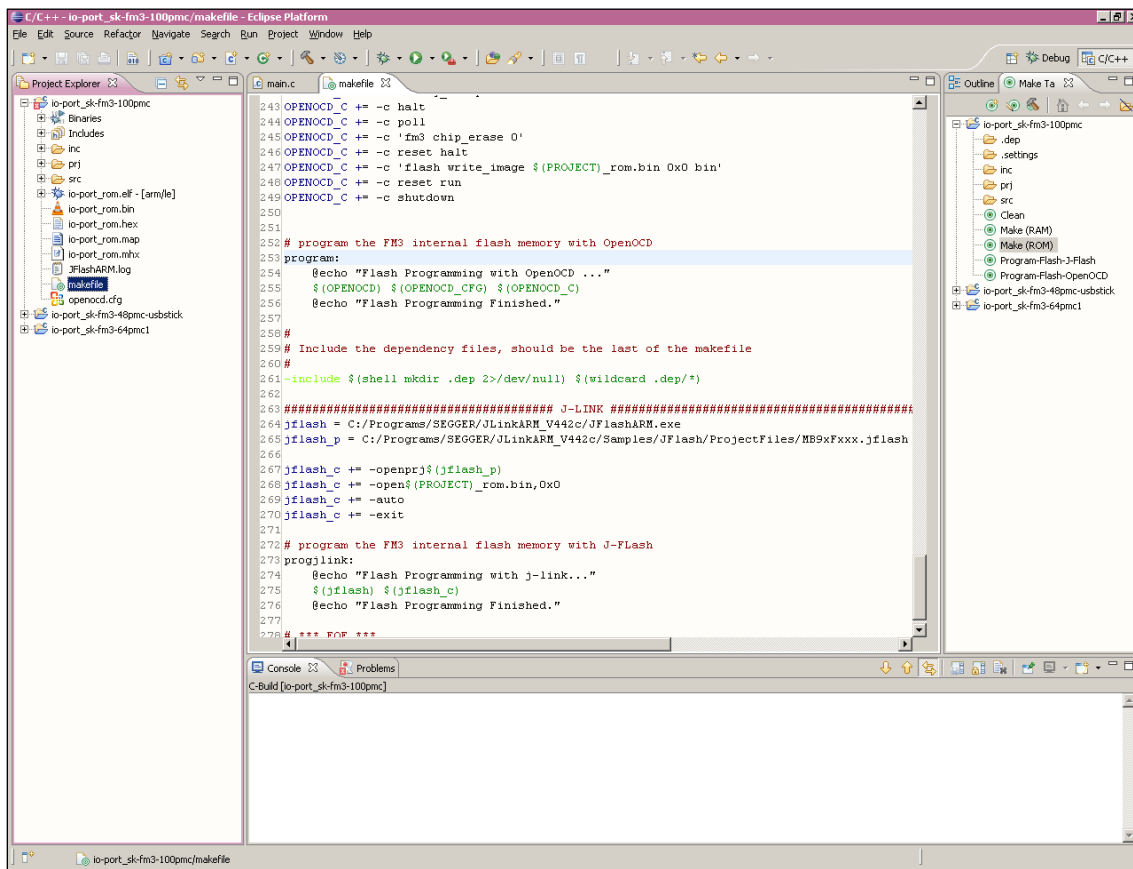 C/C++ - io-port_sk-fm3-100pmc/makefile - Eclipse Platform
File Edit Source Refactor Navigate Search Run Project Window Help
Debug C/C++
Project Explorer
io-port_sk-fm3-100pmc
Binaries
Includes
inc
prj
src
io-port_rom.elf - [arm/le]
io-port_rom.bin
io-port_rom.hex
io-port_rom.map
io-port_rom.mhx
JFlashARM.log
makefile
openocd.cfg
io-port_sk-fm3-48pmc-usbstick
io-port_sk-fm3-64pmc1
main.c makefile
243 OPENOCD_C += -c halt
244 OPENOCD_C += -c poll
245 OPENOCD_C += -c 'fm3 chip_erase 0'
246 OPENOCD_C += -c reset halt
247 OPENOCD_C += -c 'flash write_image $(PROJECT)_rom.bin 0x0 bin'
248 OPENOCD_C += -c reset run
249 OPENOCD_C += -c shutdown
250
251
252 # program the FM3 internal flash memory with OpenOCD
253 program:
254 @echo "Flash Programming with OpenOCD ..."
255 $(OPENOCD) $(OPENOCD_CFG) $(OPENOCD_C)
256 @echo "Flash Programming Finished."
257
258 #
259 # Include the dependency files, should be the last of the makefile
260 #
261 -include $(shell mkdir .dep 2>/dev/null) $(wildcard .dep/*)
262
263 ###################################### J-LINK ###########################################
264 jflash = C:/Programs/SEGGER/JLinkARM_V442c/JFlashARM.exe
265 jflash_p = C:/Programs/SEGGER/JLinkARM_V442c/Samples/JFlash/ProjectFiles/MB9xFxxx.jflash
266
267 jflash_c += -openprj$(jflash_p)
268 jflash_c += -open$(PROJECT)_rom.bin,0x0
269 jflash_c += -auto
270 jflash_c += -exit
271
272 # program the FM3 internal flash memory with J-FLash
273 progjlink:
274 @echo "Flash Programming with j-link..."
275 $(jflash) $(jflash_c)
276 @echo "Flash Programming Finished."
277
278 # *** EOF ***
Outline Make Ta
io-port_sk-fm3-100pmc
.dep
.settings
inc
prj
src
Clean
Make (RAM)
Make (ROM)
Program-Flash-J-Flash
Program-Flash-OpenOCD
io-port_sk-fm3-48pmc-usbstick
io-port_sk-fm3-64pmc1
Console Problems
C-Build [io-port_sk-fm3-100pmc]
io-port_sk-fm3-100pmc/makefile